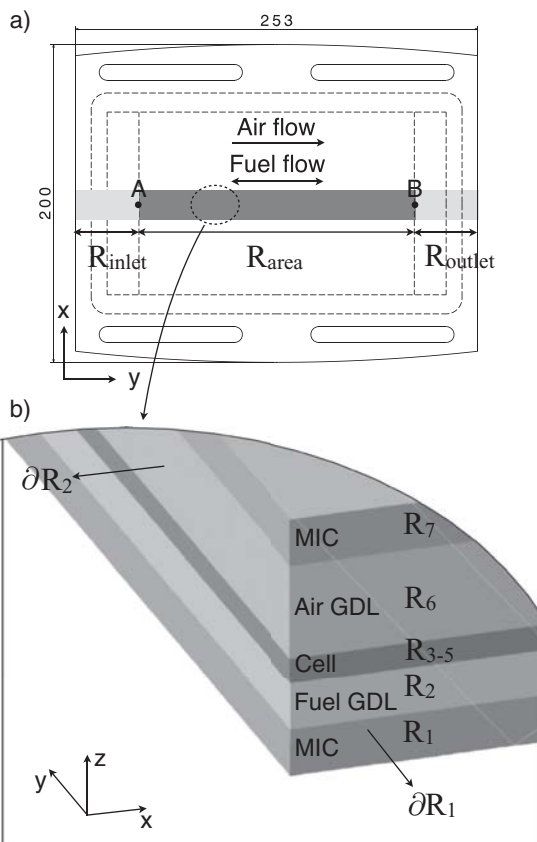 a)
253
200
Air flow
Fuel flow
A
B
Rinlet
Rarea
Routlet
x
y
b)
∂R2
MIC R7
Air GDL R6
Cell R3-5
Fuel GDL R2
MIC R1
∂R1
z
y
x